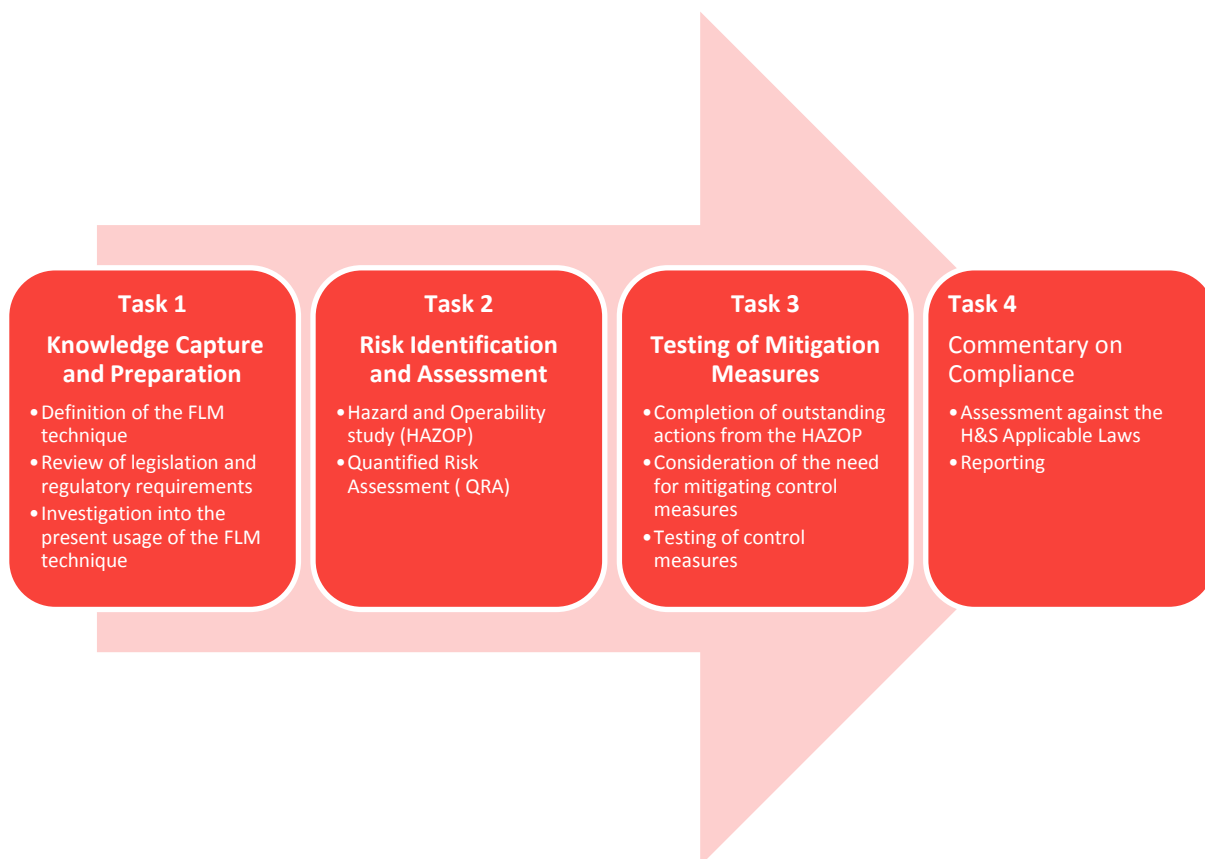 Task 1
Knowledge Capture
and Preparation
•Definition of the FLM
technique
•Review of legislation and
regulatory requirements
•Investigation into the
present usage of the FLM
technique
Task 2
Risk Identification
and Assessment
•Hazard and Operability
study (HAZOP)
•Quantified Risk
Assessment ( QRA)
Task 3
Testing of Mitigation
Measures
•Completion of outstanding
actions from the HAZOP
•Consideration of the need
for mitigating control
measures
•Testing of control
measures
Task 4
Commentary on
Compliance
•Assessment against the
H&S Applicable Laws
•Reporting